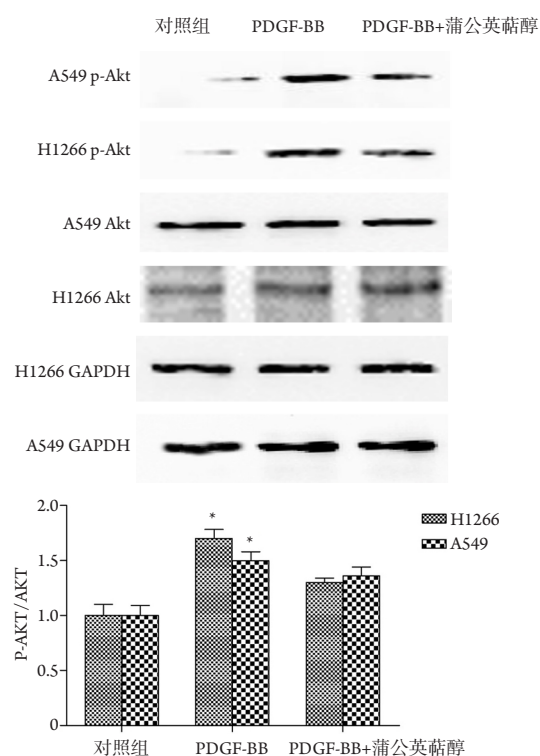 对照组 PDGF-BB PDGF-BB+蒲公英萜醇
A549 p-Akt
H1266 p-Akt
A549 Akt
H1266 Akt
H1266 GAPDH
A549 GAPDH
2.0
1.5
1.0
0.5
0
P-AKT/AKT
* *
H1266
A549
对照组 PDGF-BB PDGF-BB+蒲公英萜醇